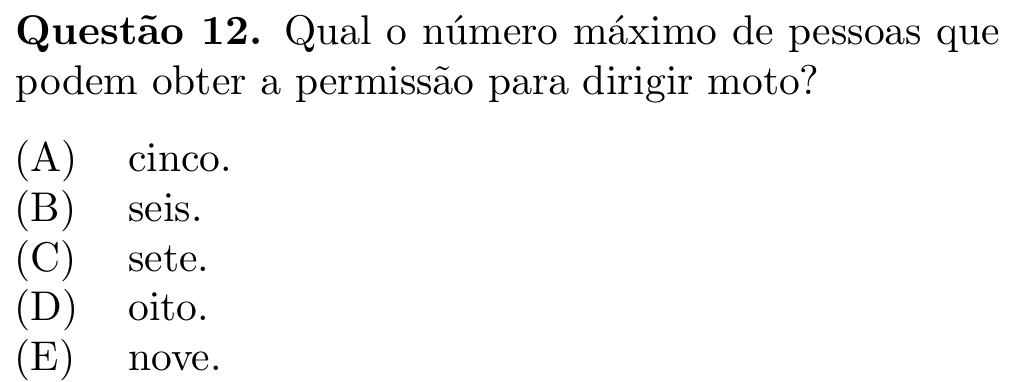 Questão 12. Qual o número máximo de pessoas que
podem obter a permissão para dirigir moto?
(A) cinco.
(B) seis.
(C) sete.
(D) oito.
(E) nove.